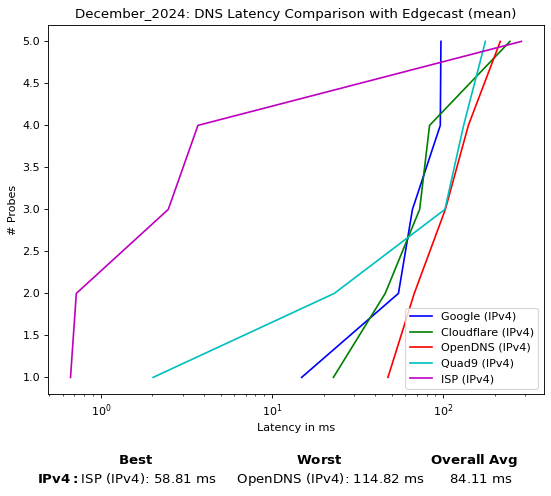 December_2024: DNS Latency Comparison with Edgecast (mean)
5.0
4.5
4.0
3.5
3.0
2.5
2.0
1.5
1.0
# Probes
Google (IPv4)
Cloudflare (IPv4)
OpenDNS (IPv4)
Quad9 (IPv4)
ISP (IPv4)
10⁰ 10¹ 10²
Latency in ms
Best Worst Overall Avg
IPv4: ISP (IPv4): 58.81 ms OpenDNS (IPv4): 114.82 ms 84.11 ms